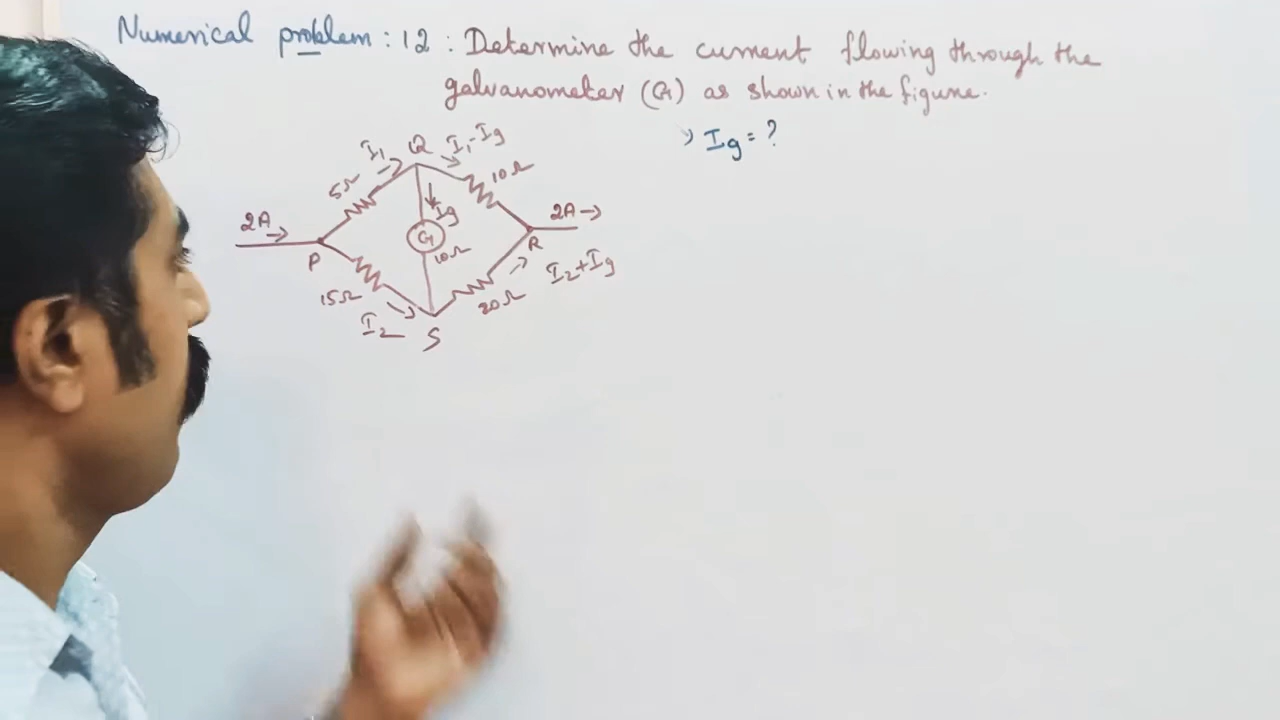 Numerical problem : 12 : Determine the current flowing through the
galvanometer (G) as shown in the figure.
Ig = ?
I1
Q
I1-Ig
5Ω
10Ω
2A
Ig
2A
G
P
10Ω
R
I2+Ig
15Ω
20Ω
I2
S